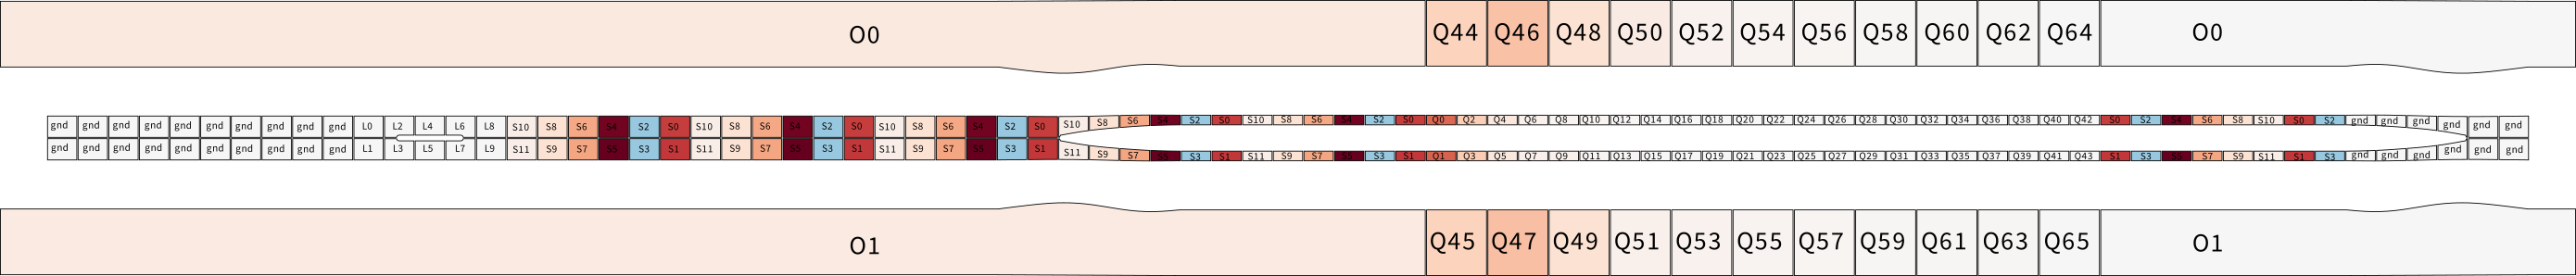 O0 Q44 Q46 Q48 Q50 Q52 Q54 Q56 Q58 Q60 Q62 Q64 O0
gnd gnd gnd gnd gnd gnd gnd gnd gnd gnd L0 L2 L4 L6 L8 S10 S8 S6 S4 S2 S0 S10 S8 S6 S4 S2 S0 S10 S8 S6 S4 S2 S0 S10 S8 S6 S4 S2 S0 S10 S8 S6 S4 S2 S0 Q0 Q2 Q4 Q6 Q8 Q10 Q12 Q14 Q16 Q18 Q20 Q22 Q24 Q26 Q28 Q30 Q32 Q34 Q36 Q38 Q40 Q42 S0 S2 S4 S6 S8 S10 S0 S2 gnd gnd gnd gnd gnd gnd
gnd gnd gnd gnd gnd gnd gnd gnd gnd gnd L1 L3 L5 L7 L9 S11 S9 S7 S5 S3 S1 S11 S9 S7 S5 S3 S1 S11 S9 S7 S5 S3 S1 S11 S9 S7 S5 S3 S1 S11 S9 S7 S5 S3 S1 Q1 Q3 Q5 Q7 Q9 Q11 Q13 Q15 Q17 Q19 Q21 Q23 Q25 Q27 Q29 Q31 Q33 Q35 Q37 Q39 Q41 Q43 S1 S3 S5 S7 S9 S11 S1 S3 gnd gnd gnd gnd gnd gnd
O1 Q45 Q47 Q49 Q51 Q53 Q55 Q57 Q59 Q61 Q63 Q65 O1